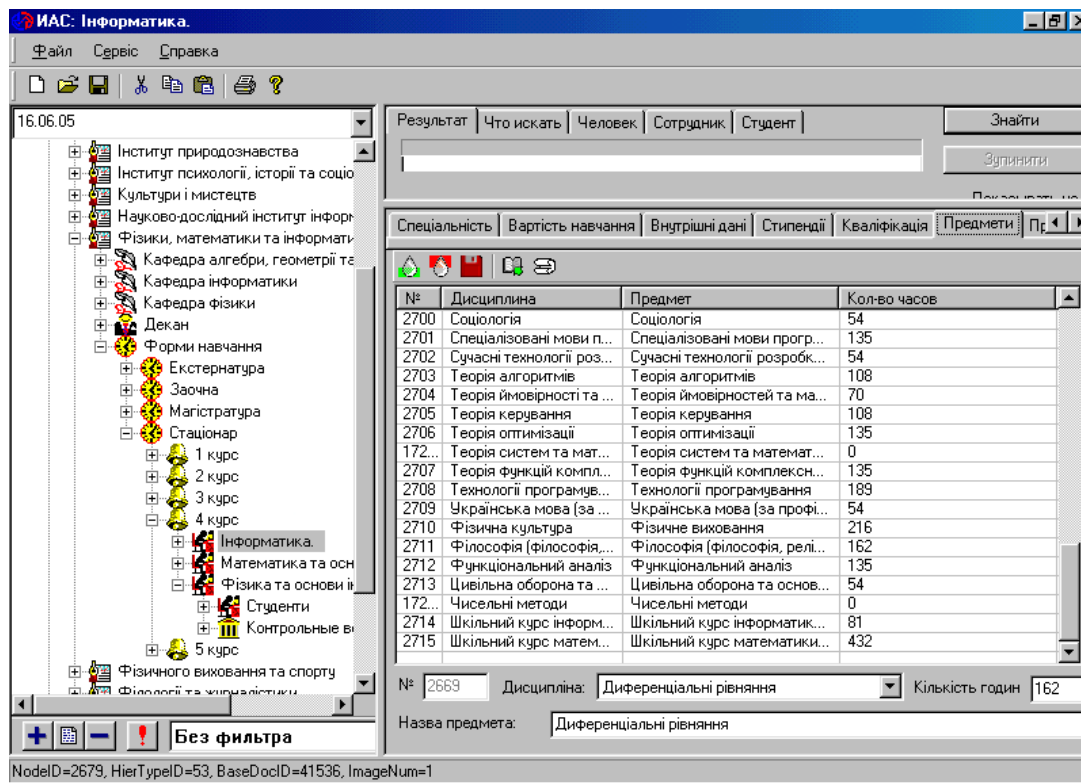 ИАС: Інформатика.
Файл Сервіс Справка
16.06.05
Інститут природознавства
Інститут психології, історії та соціо
Культури і мистецтв
Науково-дослідний інститут інформ
Фізики, математики та інформати
Кафедра алгебри, геометрії та
Кафедра інформатики
Кафедра фізики
Декан
Форми навчання
Екстернатура
Заочна
Магістратура
Стаціонар
1 курс
2 курс
3 курс
4 курс
Інформатика.
Математика та осн
Фізика та основи ін
Студенти
Контрольные во
5 курс
Фізичного виховання та спорту
Філології та журналістики
Без фильтра
Результат Что искать Человек Сотрудник Студент
Знайти
Зупинити
Показывать не
Спеціальність Вартість навчання Внутрішні дані Стипендії Кваліфікація Предмети Пр
№ Дисциплина Предмет Кол-во часов
2700 Соціологія Соціологія 54
2701 Спеціалізовані мови п... Спеціалізовані мови прогр... 135
2702 Сучасні технології роз... Сучасні технології розробк... 54
2703 Теорія алгоритмів Теорія алгоритмів 108
2704 Теорія ймовірності та ... Теорія ймовірностей та ма... 70
2705 Теорія керування Теорія керування 108
2706 Теорія оптимізації Теорія оптимізації 135
172... Теорія систем та мат... Теорія систем та математ... 0
2707 Теорія функцій компл... Теорія функцій комплексн... 135
2708 Технології програмув... Технології програмування 189
2709 Українська мова (за ... Українська мова (за профі... 54
2710 Фізична культура Фізичне виховання 216
2711 Філософія (філософія,... Філософія (філософія, релі... 162
2712 Функціональний аналіз Функціональний аналіз 135
2713 Цивільна оборона та ... Цивільна оборона та основ... 54
172... Чисельні методи Чисельні методи 0
2714 Шкільний курс інформ... Шкільний курс інформатик... 81
2715 Шкільний курс матем... Шкільний курс математики... 432
№ 2669 Дисципліна: Диференціальні рівняння Кількість годин 162
Назва предмета: Диференціальні рівняння
NodeID=2679, HierTypeID=53, BaseDocID=41536, ImageNum=1